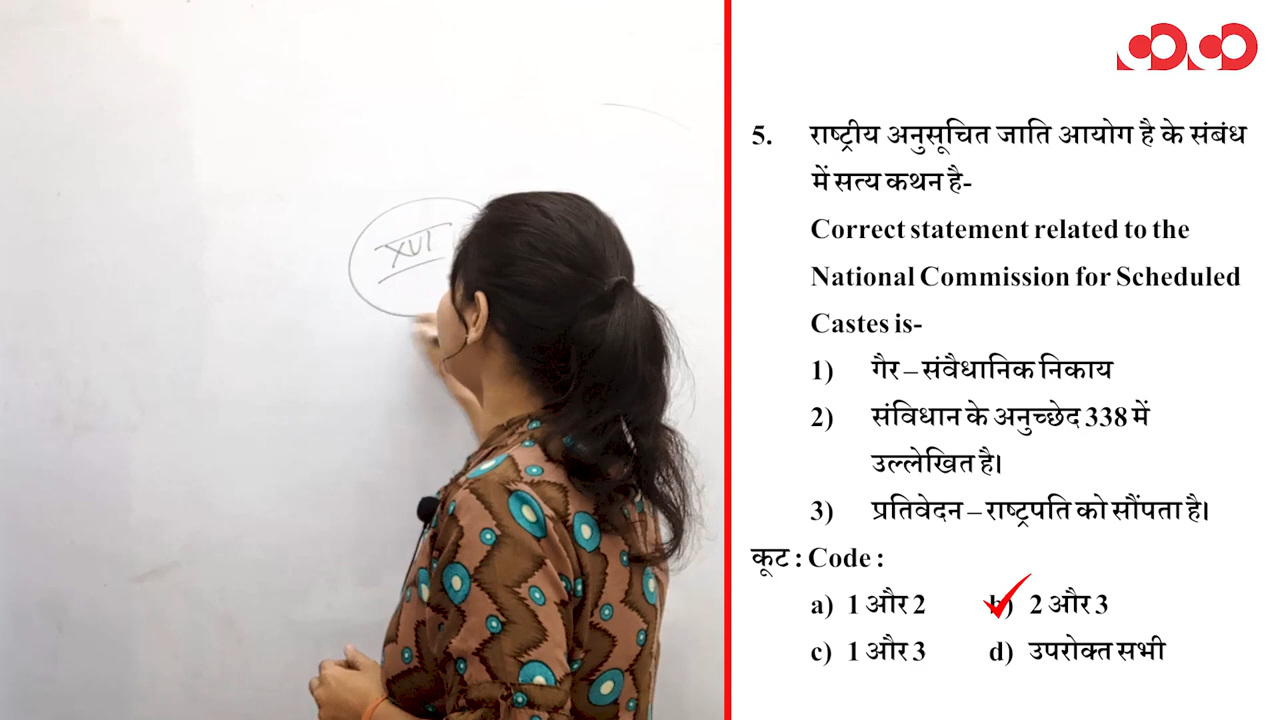 XVI
5. राष्ट्रीय अनुसूचित जाति आयोग है के संबंध
में सत्य कथन है-
Correct statement related to the
National Commission for Scheduled
Castes is-
1) गैर – संवैधानिक निकाय
2) संविधान के अनुच्छेद 338 में
उल्लेखित है।
3) प्रतिवेदन – राष्ट्रपति को सौंपता है।
कूट : Code :
a) 1 और 2 b) 2 और 3
c) 1 और 3 d) उपरोक्त सभी